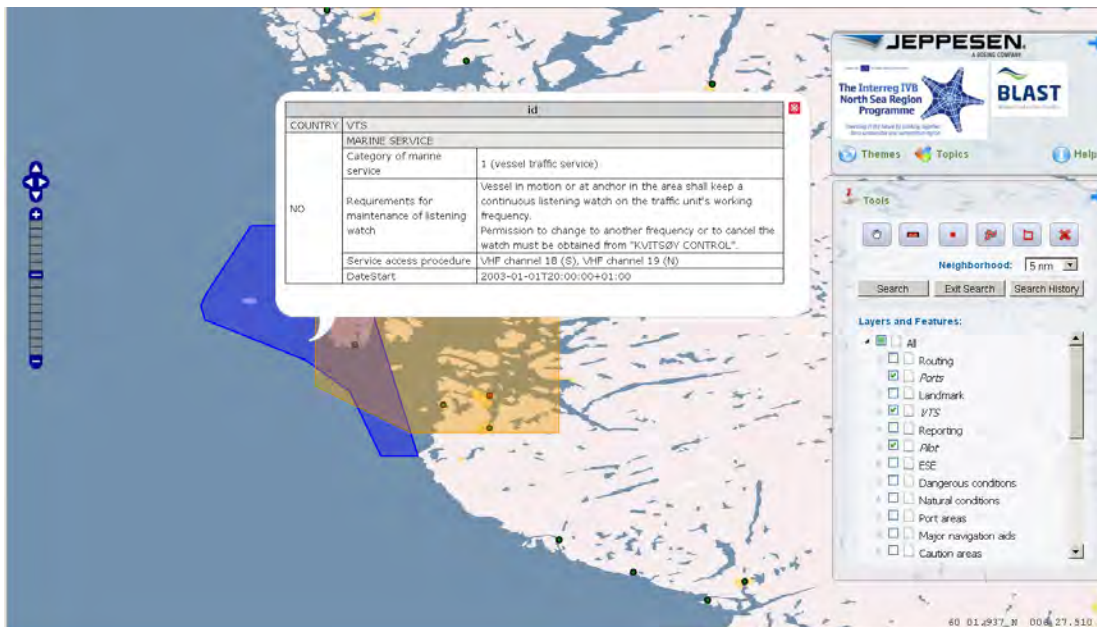 JEPPESEN.
A BOEING COMPANY
The Interreg IVB
North Sea Region
Programme
BLAST
Themes
Topics
Help
id
COUNTRY
VTS
NO
MARINE SERVICE
Category of marine
service
1 (vessel traffic service)
Requirements for
maintenance of listening
watch
Vessel in motion or at anchor in the area shall keep a
continuous listening watch on the traffic unit's working
frequency.
Permission to change to another frequency or to cancel the
watch must be obtained from "KVITSØY CONTROL".
Service access procedure
VHF channel 18 (S), VHF channel 19 (N)
DateStart
2003-01-01T20:00:00+01:00
Tools
Neighborhood:
5 nm
Search
Exit Search
Search History
Layers and Features:
All
Routing
Ports
Landmark
VTS
Reporting
Pilot
ESE
Dangerous conditions
Natural conditions
Port areas
Major navigation aids
Caution areas